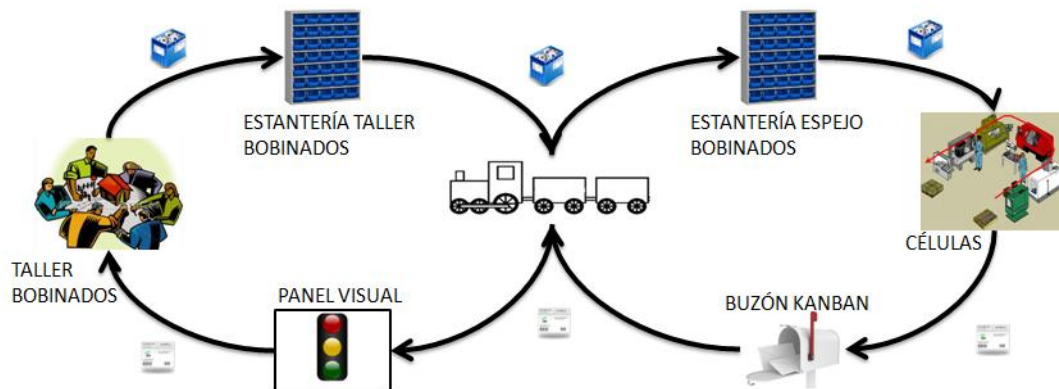 ESTANTERÍA TALLER
BOBINADOS
ESTANTERÍA ESPEJO
BOBINADOS
CÉLULAS
TALLER
BOBINADOS
PANEL VISUAL
BUZÓN KANBAN